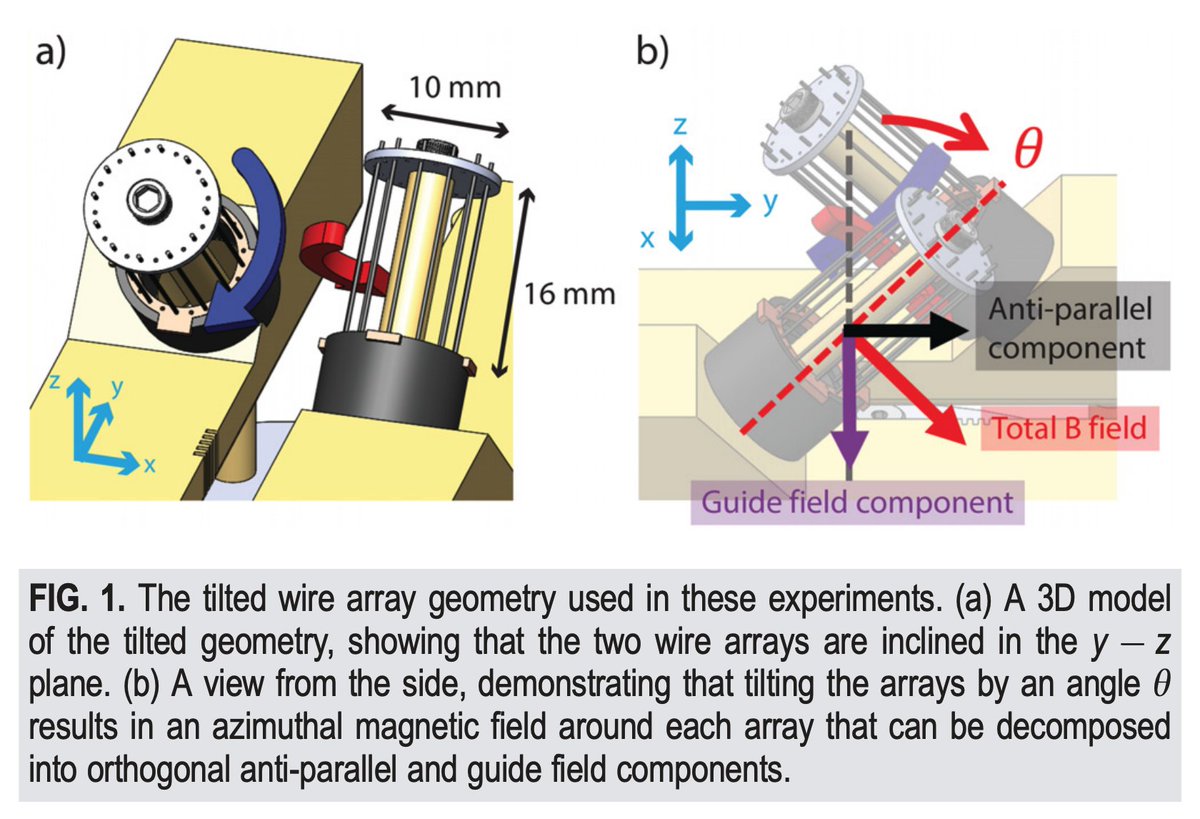 a)
10 mm
16 mm
z
y
x
b)
z
y
x
θ
Anti-parallel
component
Total B field
Guide field component
FIG. 1. The tilted wire array geometry used in these experiments. (a) A 3D model
of the tilted geometry, showing that the two wire arrays are inclined in the y − z
plane. (b) A view from the side, demonstrating that tilting the arrays by an angle θ
results in an azimuthal magnetic field around each array that can be decomposed
into orthogonal anti-parallel and guide field components.